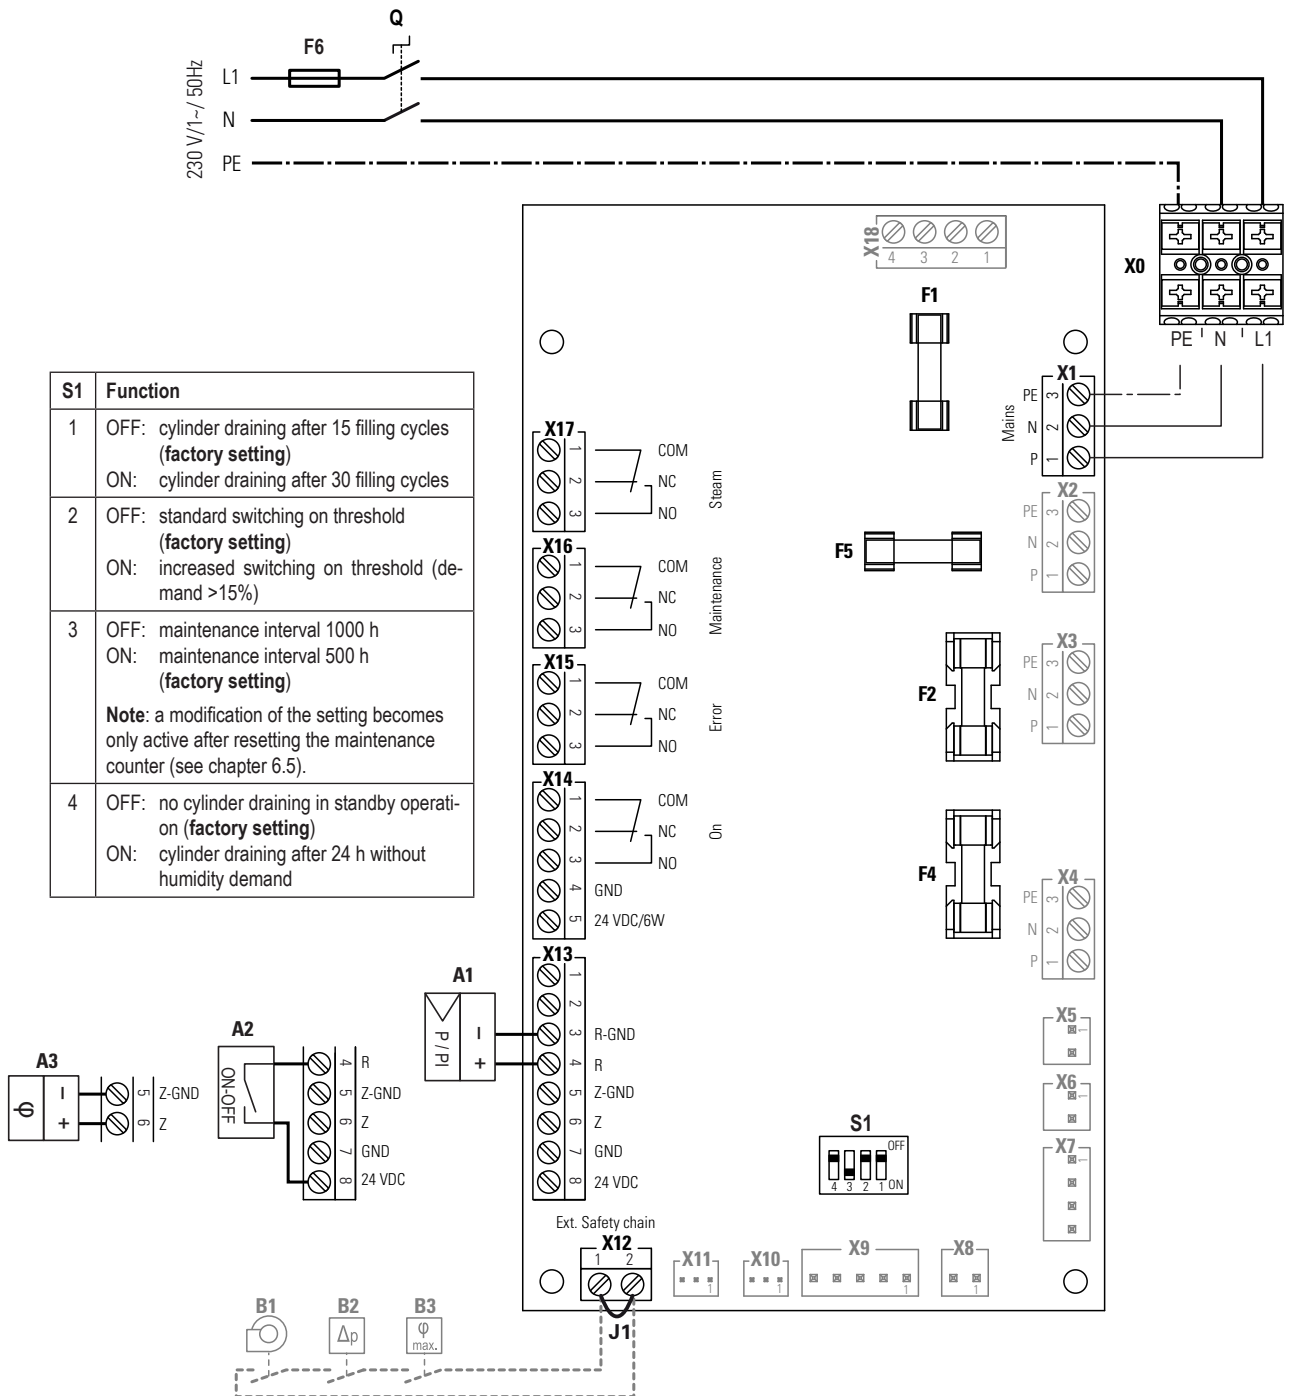 Q
F6
L1
N
PE
230 V/1~/ 50Hz
X18
4 3 2 1
X0
PE N L1
F1
X1
PE 3
N 2
P 1
Mains
S1 Function
1 OFF: cylinder draining after 15 filling cycles
(factory setting)
ON: cylinder draining after 30 filling cycles
2 OFF: standard switching on threshold
(factory setting)
ON: increased switching on threshold (de-
mand >15%)
3 OFF: maintenance interval 1000 h
ON: maintenance interval 500 h
(factory setting)
Note: a modification of the setting becomes
only active after resetting the maintenance
counter (see chapter 6.5).
4 OFF: no cylinder draining in standby operati-
on (factory setting)
ON: cylinder draining after 24 h without
humidity demand
X17
1 COM
2 NC
3 NO
Steam
X16
1 COM
2 NC
3 NO
Maintenance
X15
1 COM
2 NC
3 NO
Error
X14
1 COM
2 NC
3 NO
4 GND
5 24 VDC/6W
On
X13
1
2
3 R-GND
4 R
5 Z-GND
6 Z
7 GND
8 24 VDC
F5
X2
PE 3
N 2
P 1
F2
X3
PE 3
N 2
P 1
F4
X4
PE 3
N 2
P 1
A1
P / PI
–
+
A2
ON-OFF
4 R
5 Z-GND
6 Z
7 GND
8 24 VDC
A3
φ
–
+
5 Z-GND
6 Z
X5
1
X6
1
X7
1
S1
OFF
4 3 2 1 ON
Ext. Safety chain
X12
1 2
J1
X11
1
X10
1
X9
1
X8
1
B1
B2
Δp
B3
φ
max.